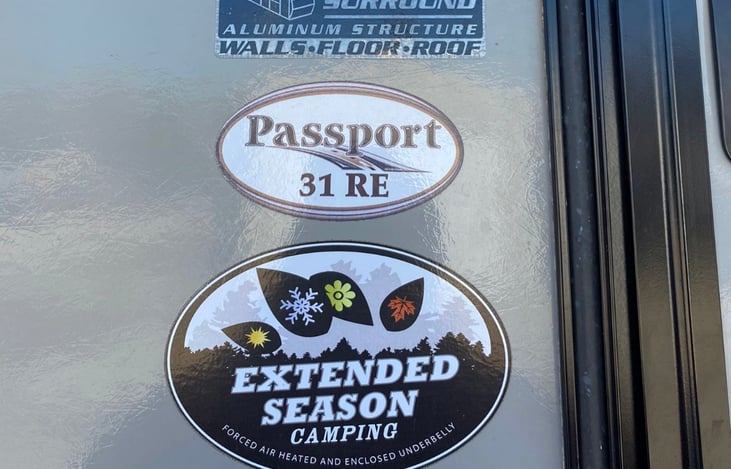 SURROUND
ALUMINUM STRUCTURE
WALLS•FLOOR•ROOF
Passport
31 RE
EXTENDED
SEASON
CAMPING
FORCED AIR HEATED AND ENCLOSED UNDERBELLY